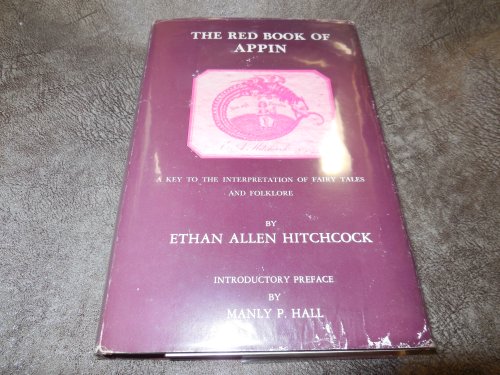 THE RED BOOK OF
APPIN
A KEY TO THE INTERPRETATION OF FAIRY TALES
AND FOLKLORE
BY
ETHAN ALLEN HITCHCOCK
INTRODUCTORY PREFACE
BY
MANLY P. HALL